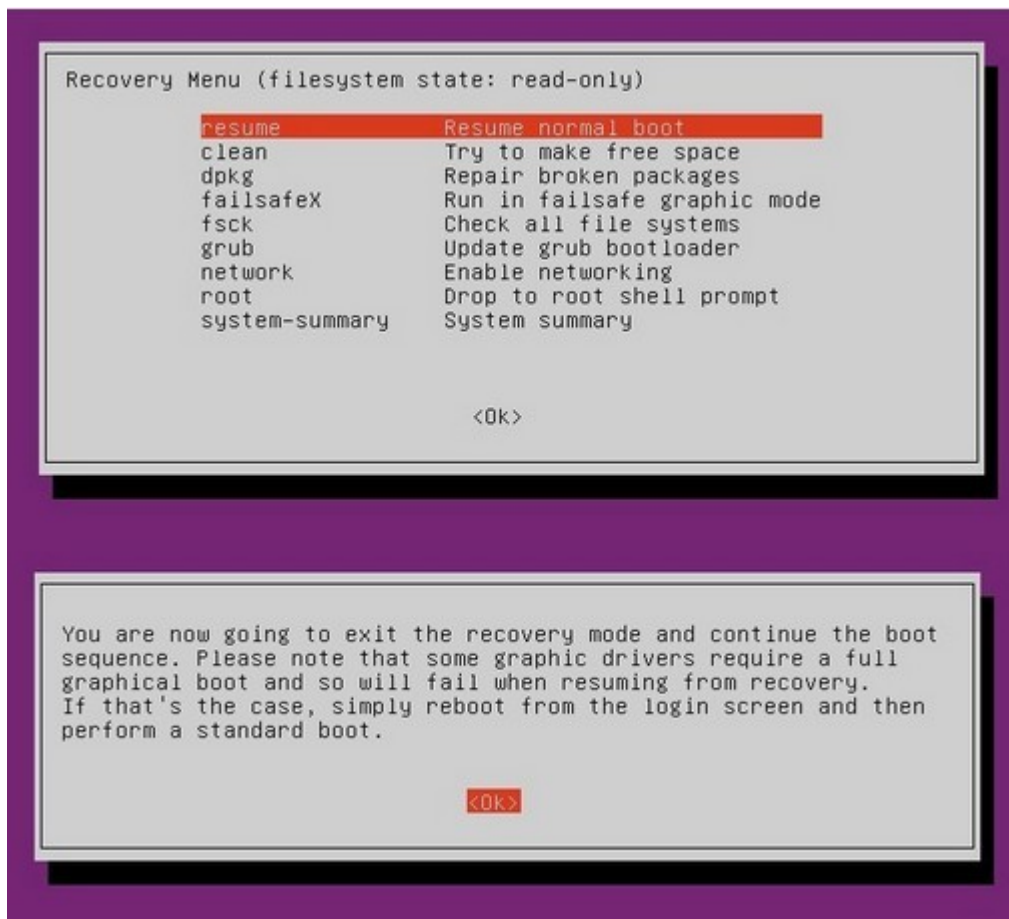 Recovery Menu (filesystem state: read-only)
resume Resume normal boot
clean Try to make free space
dpkg Repair broken packages
failsafeX Run in failsafe graphic mode
fsck Check all file systems
grub Update grub bootloader
network Enable networking
root Drop to root shell prompt
system-summary System summary
<Ok>
You are now going to exit the recovery mode and continue the boot
sequence. Please note that some graphic drivers require a full
graphical boot and so will fail when resuming from recovery.
If that's the case, simply reboot from the login screen and then
perform a standard boot.
<Ok>